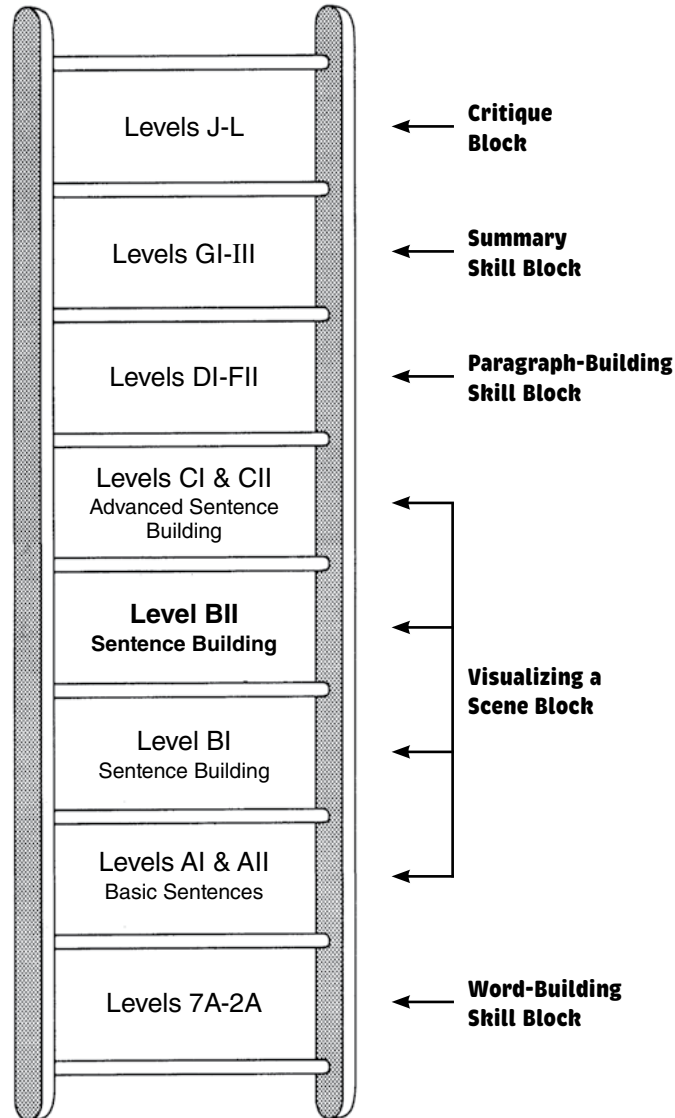 Levels J-L
Critique
Block
Levels GI-III
Summary
Skill Block
Levels DI-FII
Paragraph-Building
Skill Block
Levels CI & CII
Advanced Sentence
Building
Level BII
Sentence Building
Visualizing a
Scene Block
Level BI
Sentence Building
Levels AI & AII
Basic Sentences
Levels 7A-2A
Word-Building
Skill Block